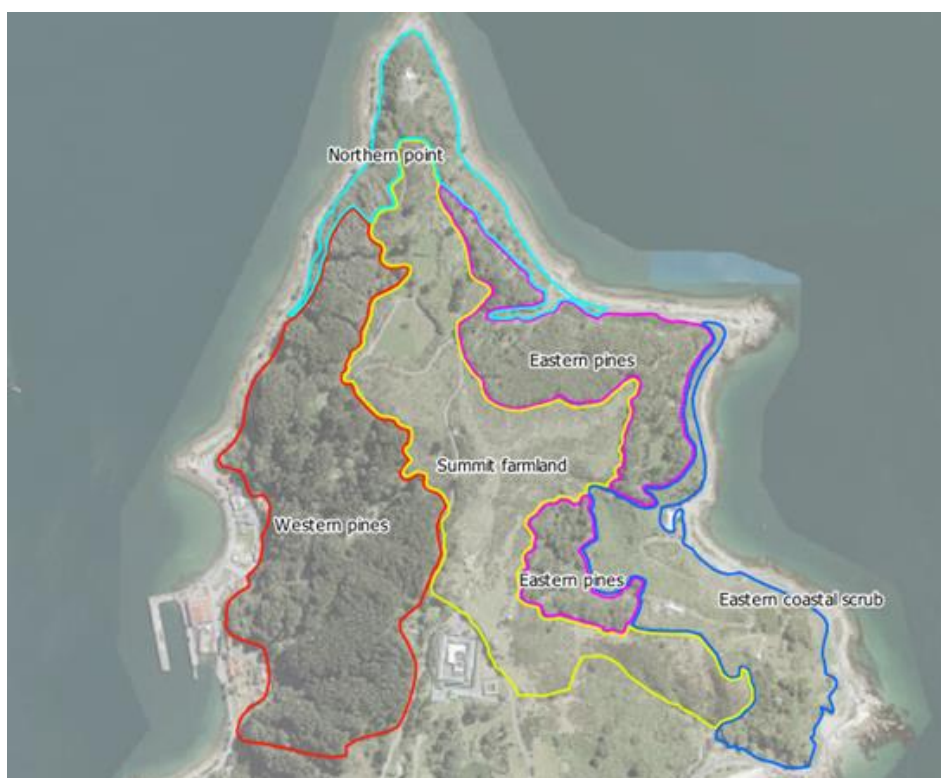 Northern point
Eastern pines
Summit farmland
Western pines
Eastern pines
Eastern coastal scrub